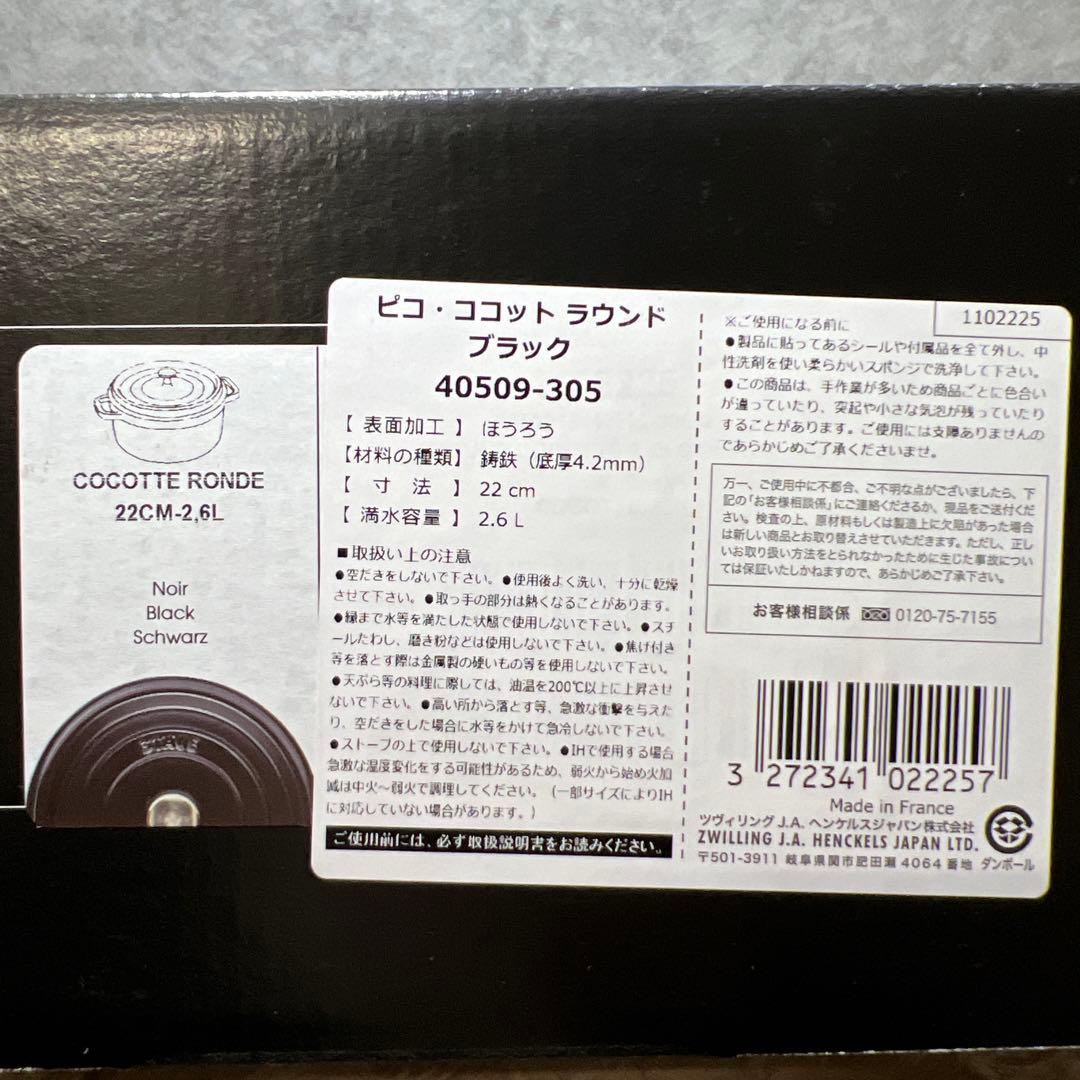 COCOTTE RONDE
22CM-2,6L
Noir
Black
Schwarz
STAUB
ピコ・ココット ラウンド
ブラック
40509-305
【 表面加工 】 ほうろう
【材料の種類】 鋳鉄（底厚4.2mm）
【 寸 法 】 22 cm
【 満水容量 】 2.6 L
■取扱い上の注意
●空だきをしないで下さい。●使用後よく洗い、十分に乾燥
させて下さい。●取っ手の部分は熱くなることがあります。
●縁まで水等を満たした状態で使用しないで下さい。●スチ
ールたわし、磨き粉などは使用しないで下さい。●焦げ付き
等を落とす際は金属製の硬いもの等を使用しないで下さい。
●天ぷら等の料理に際しては、油温を200℃以上に上昇させ
ないで下さい。●高い所から落とす等、急激な衝撃を与えた
り、空だきをした場合に水等をかけて急冷しないで下さい。
●ストーブの上で使用しないで下さい。●IHで使用する場合
急激な温度変化をする可能性があるため、弱火から始め火加
減は中火～弱火で調理してください。（一部サイズによりIH
に対応していない場合があります。）
ご使用前には、必ず取扱説明書をお読みください。
1102225
※ご使用になる前に
●製品に貼ってあるシールや付属品を全て外し、中
性洗剤を使い柔らかいスポンジで洗浄して下さい。
●この商品は、手作業が多いため商品ごとに色合い
が違っていたり、突起や小さな気泡が残っていたり
することがあります。ご使用には支障ありませんの
であらかじめご了承くださいませ。
万一、ご使用中に不都合、ご不明な点がございましたら、下
記の「お客様相談係」にご連絡くださるか、現品をご送付くださ
い。検査の上、原材料もしくは製造上に欠陥があった場合
は新しい商品とお取り替えさせていただきます。ただし、正し
いお取り扱い方法をとられなかったために生じた事故につい
ては保証いたしかねますので、あらかじめご了承下さい。
お客様相談係 0120-75-7155
3 272341 022257
Made in France
ツヴィリング J.A. ヘンケルスジャパン株式会社
ZWILLING J.A. HENCKELS JAPAN LTD.
〒501-3911 岐阜県関市肥田瀬 4064 番地 ダンボール